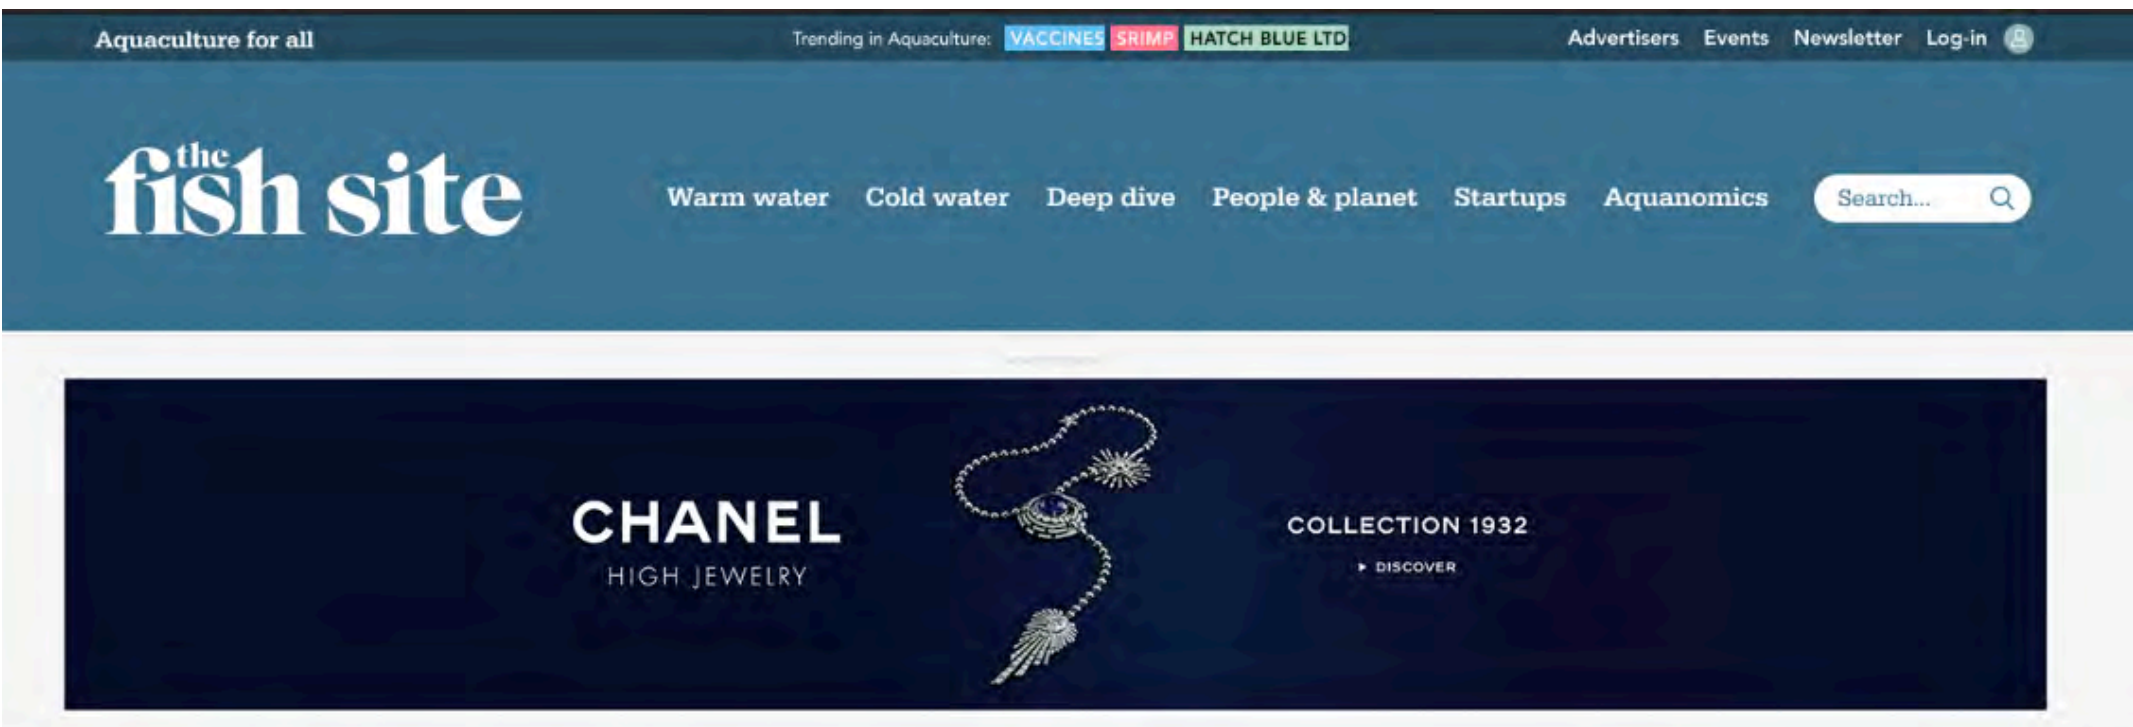 Aquaculture for all
Trending in Aquaculture: VACCINES SRIMP HATCH BLUE LTD
Advertisers Events Newsletter Log-in
the
fish site
Warm water Cold water Deep dive People & planet Startups Aquanomics
Search...
CHANEL
HIGH JEWELRY
COLLECTION 1932
DISCOVER